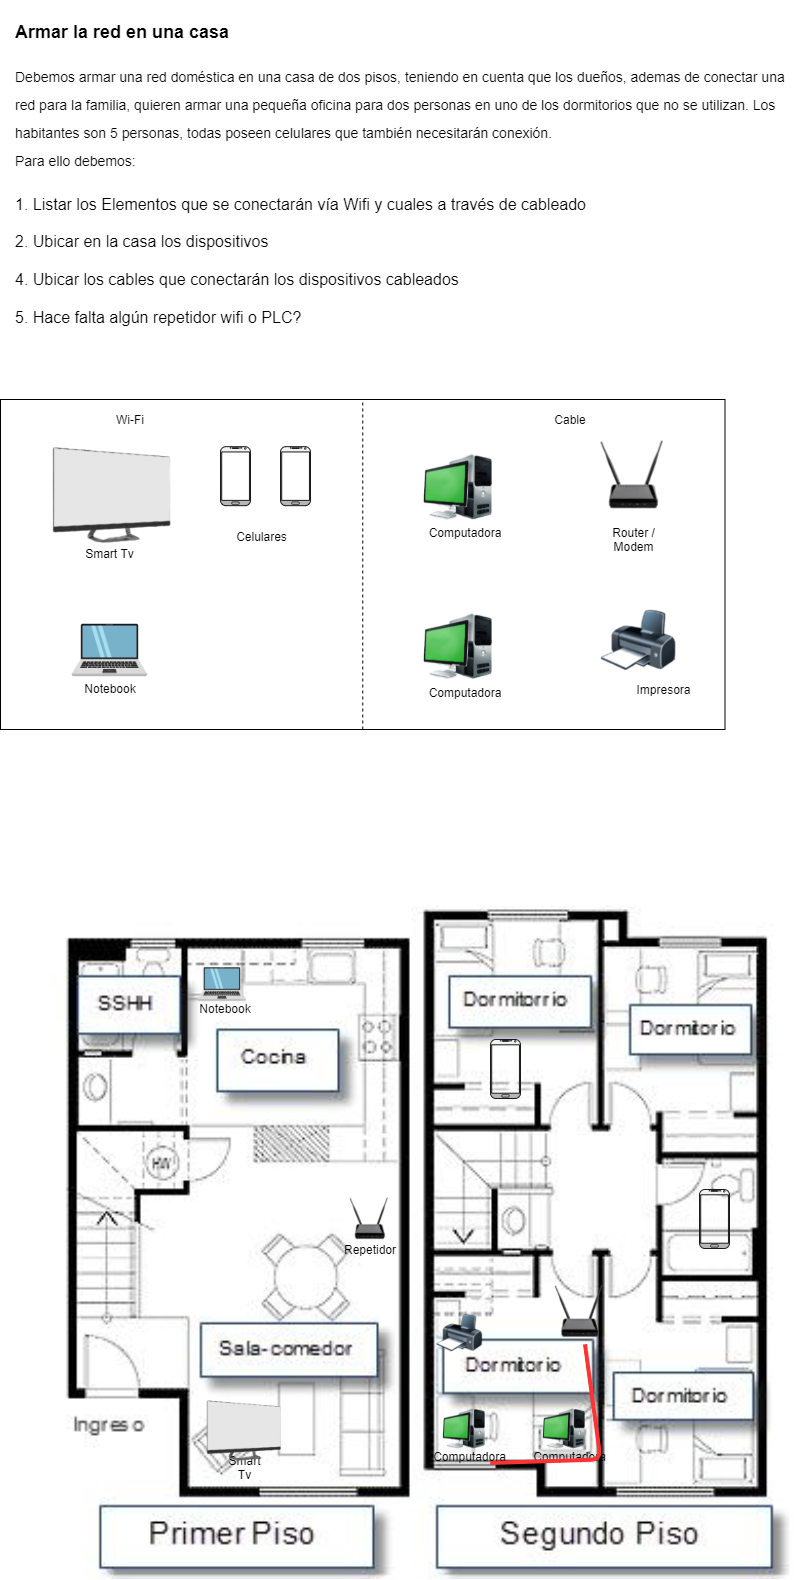 Armar la red en una casa
Debemos armar una red doméstica en una casa de dos pisos, teniendo en cuenta que los dueños, ademas de conectar una
red para la familia, quieren armar una pequeña oficina para dos personas en uno de los dormitorios que no se utilizan. Los
habitantes son 5 personas, todas poseen celulares que también necesitarán conexión.
Para ello debemos:
1. Listar los Elementos que se conectarán vía Wifi y cuales a través de cableado
2. Ubicar en la casa los dispositivos
4. Ubicar los cables que conectarán los dispositivos cableados
5. Hace falta algún repetidor wifi o PLC?
Wi-Fi
Cable
Smart Tv
Celulares
Computadora
Router /
Modem
Notebook
Computadora
Impresora
SSHH
Notebook
Cocina
HW
Repetidor
Sala-comedor
Ingreso
Smart
Tv
Primer Piso
Dormitorrio
Dormitorio
Dormitorio
Dormitorio
Computadora
Computadora
Segundo Piso